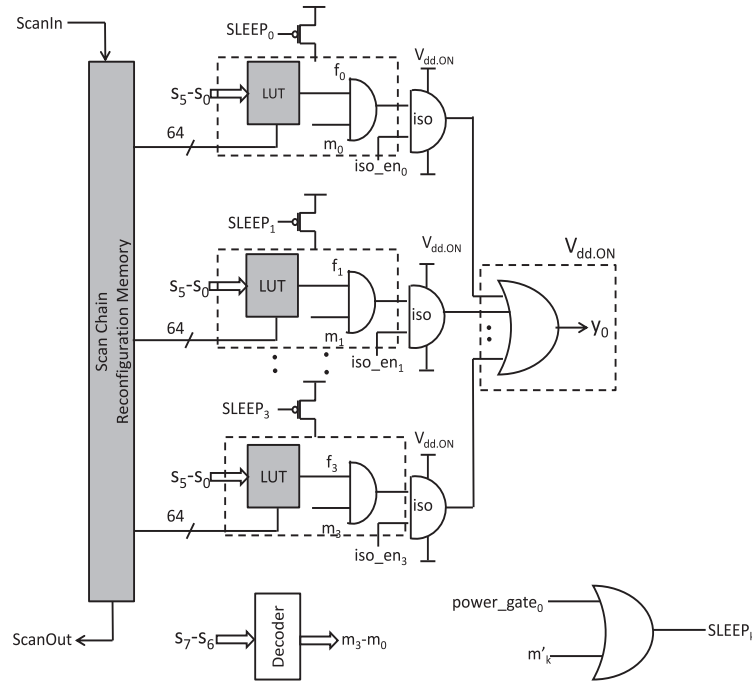 ScanIn
SLEEP0
Vdd.ON
f0
s5-s0
LUT
iso
64
m0
iso_en0
SLEEP1
Vdd.ON
Vdd.ON
f1
s5-s0
LUT
iso
y0
64
m1
iso_en1
Scan Chain
Reconfiguration Memory
SLEEP3
Vdd.ON
f3
s5-s0
LUT
iso
64
m3
iso_en3
power_gate0
ScanOut
s7-s6
Decoder
m3-m0
SLEEP
m'k